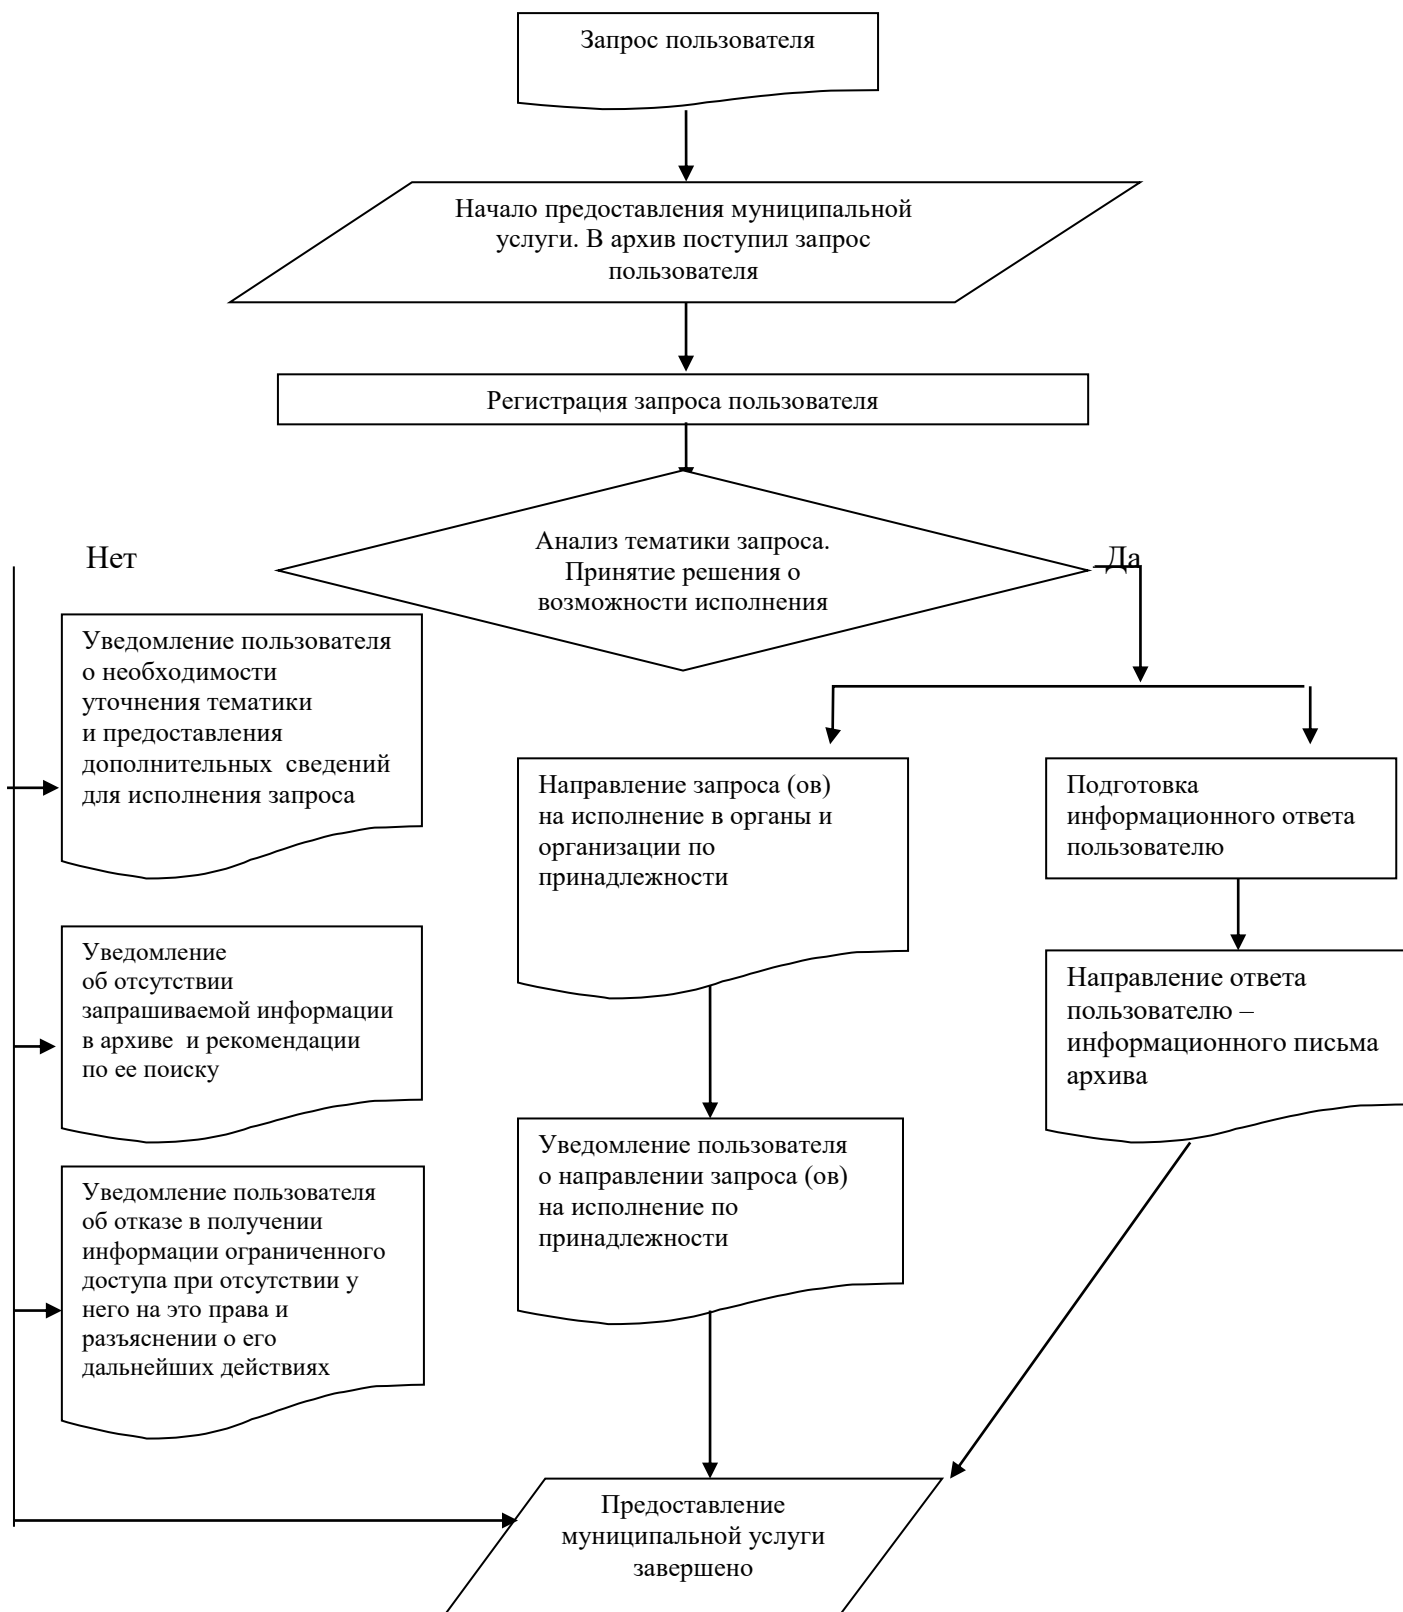 Запрос пользователя
Начало предоставления муниципальной
услуги. В архив поступил запрос
пользователя
Регистрация запроса пользователя
Анализ тематики запроса.
Принятие решения о
возможности исполнения
Нет
Да
Уведомление пользователя
о необходимости
уточнения тематики
и предоставления
дополнительных  сведений
для исполнения запроса
Уведомление
об отсутствии
запрашиваемой информации
в архиве  и рекомендации
по ее поиску
Уведомление пользователя
об отказе в получении
информации ограниченного
доступа при отсутствии у
него на это права и
разъяснении о его
дальнейших действиях
Направление запроса (ов)
на исполнение в органы и
организации по
принадлежности
Уведомление пользователя
о направлении запроса (ов)
на исполнение по
принадлежности
Подготовка
информационного ответа
пользователю
Направление ответа
пользователю –
информационного письма
архива
Предоставление
муниципальной услуги
завершено